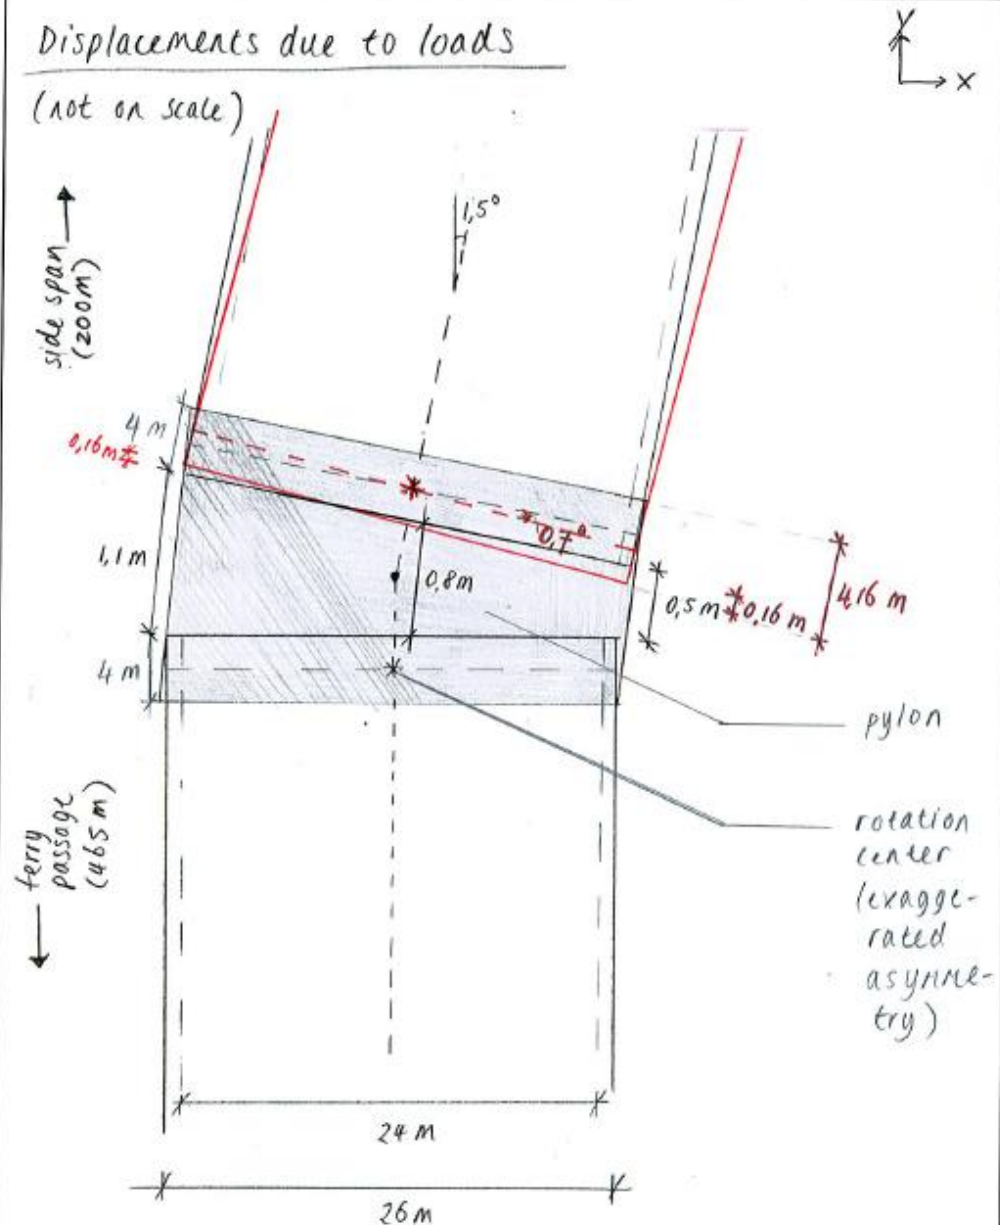 Displacements due to loads
(not on scale)
y
x
1,5°
side span
(200m)
4 m
0,16m
0,7°
1,1 m
0,8m
0,5 m
0,16 m
4,16 m
4 m
pylon
ferry
passage
(465 m)
rotation
center
(exagge-
rated
asymme-
try)
24 m
26 m